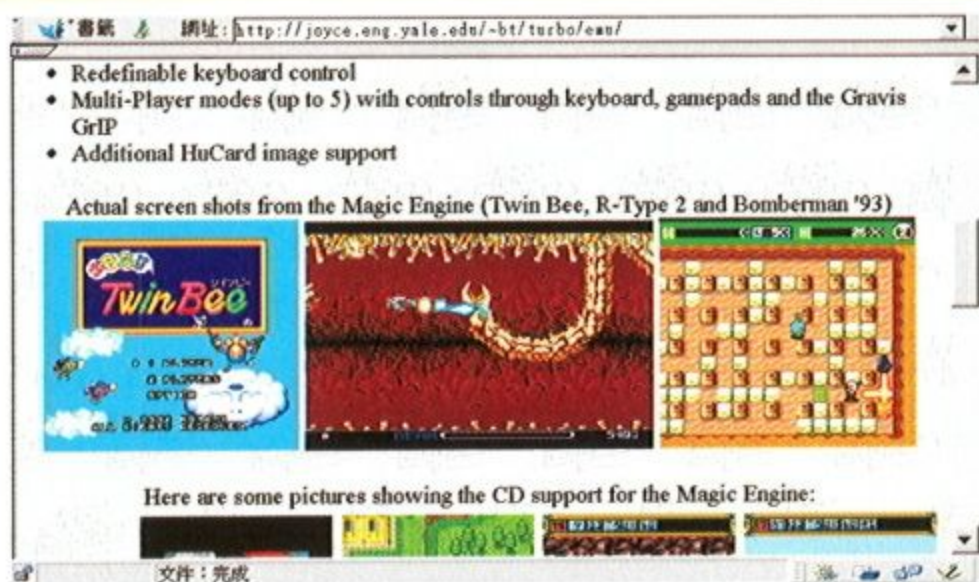 書籤 網址: http://joyce.eng.yale.edu/~bt/turbo/emu/
• Redefinable keyboard control
• Multi-Player modes (up to 5) with controls through keyboard, gamepads and the Gravis
GrIP
• Additional HuCard image support
Actual screen shots from the Magic Engine (Twin Bee, R-Type 2 and Bomberman '93)
TwinBee
Here are some pictures showing the CD support for the Magic Engine:
文件：完成